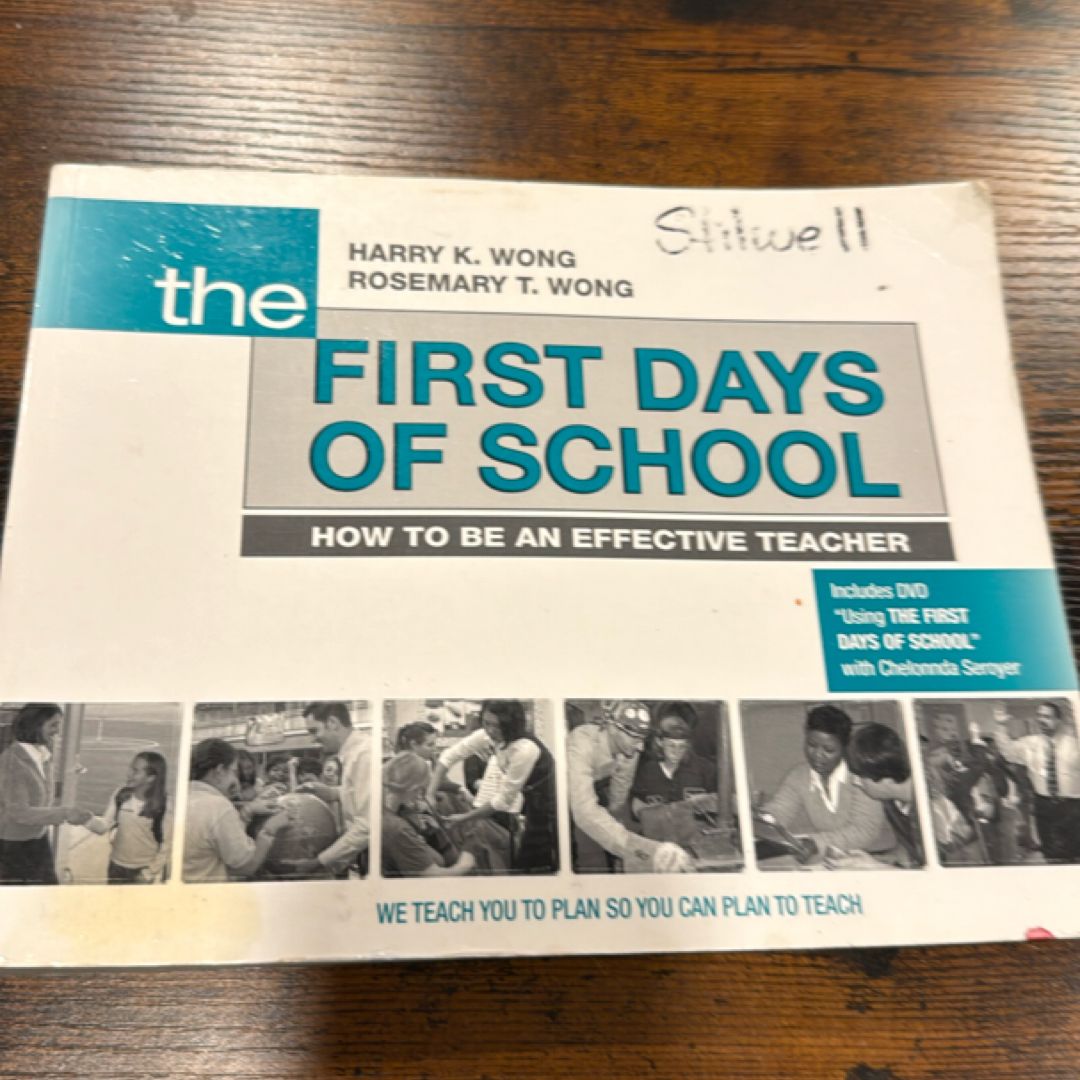 Stilwell
HARRY K. WONG
ROSEMARY T. WONG
the
FIRST DAYS
OF SCHOOL
HOW TO BE AN EFFECTIVE TEACHER
Includes DVD
"Using THE FIRST
DAYS OF SCHOOL"
with Chelonnda Seroyer
WE TEACH YOU TO PLAN SO YOU CAN PLAN TO TEACH